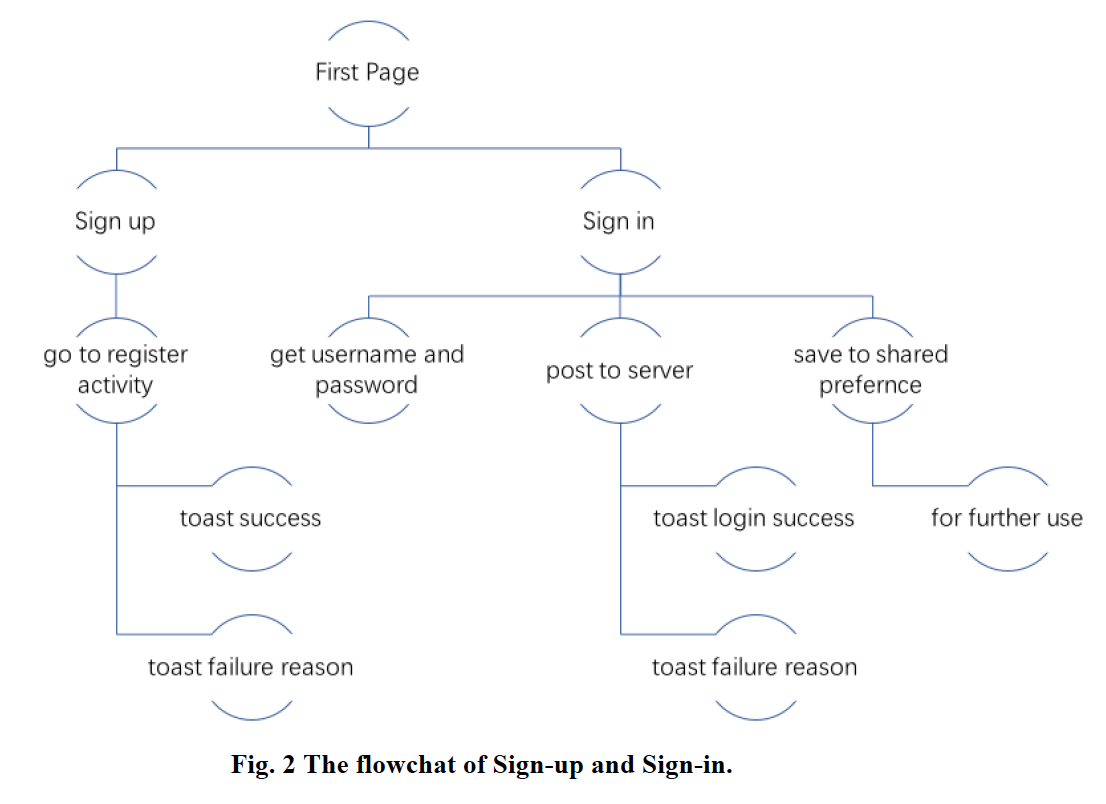 First Page
Sign up
Sign in
go to register
activity
get username and
password
post to server
save to shared
prefernce
toast success
toast login success
for further use
toast failure reason
toast failure reason
Fig. 2 The flowchat of Sign-up and Sign-in.